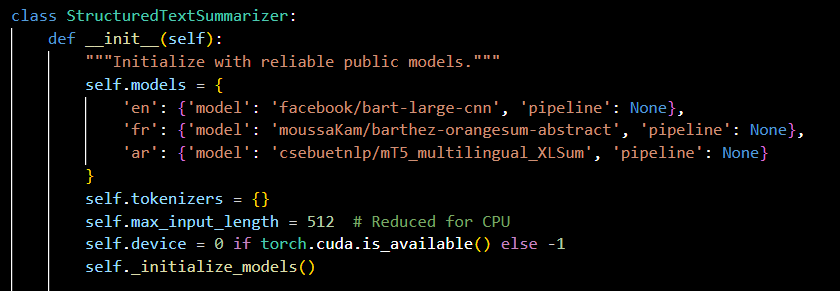 class StructuredTextSummarizer:
    def __init__(self):
        """Initialize with reliable public models."""
        self.models = {
            'en': {'model': 'facebook/bart-large-cnn', 'pipeline': None},
            'fr': {'model': 'moussaKam/barthez-orangesum-abstract', 'pipeline': None},
            'ar': {'model': 'csebuetnlp/mT5_multilingual_XLSum', 'pipeline': None}
        }
        self.tokenizers = {}
        self.max_input_length = 512  # Reduced for CPU
        self.device = 0 if torch.cuda.is_available() else -1
        self._initialize_models()